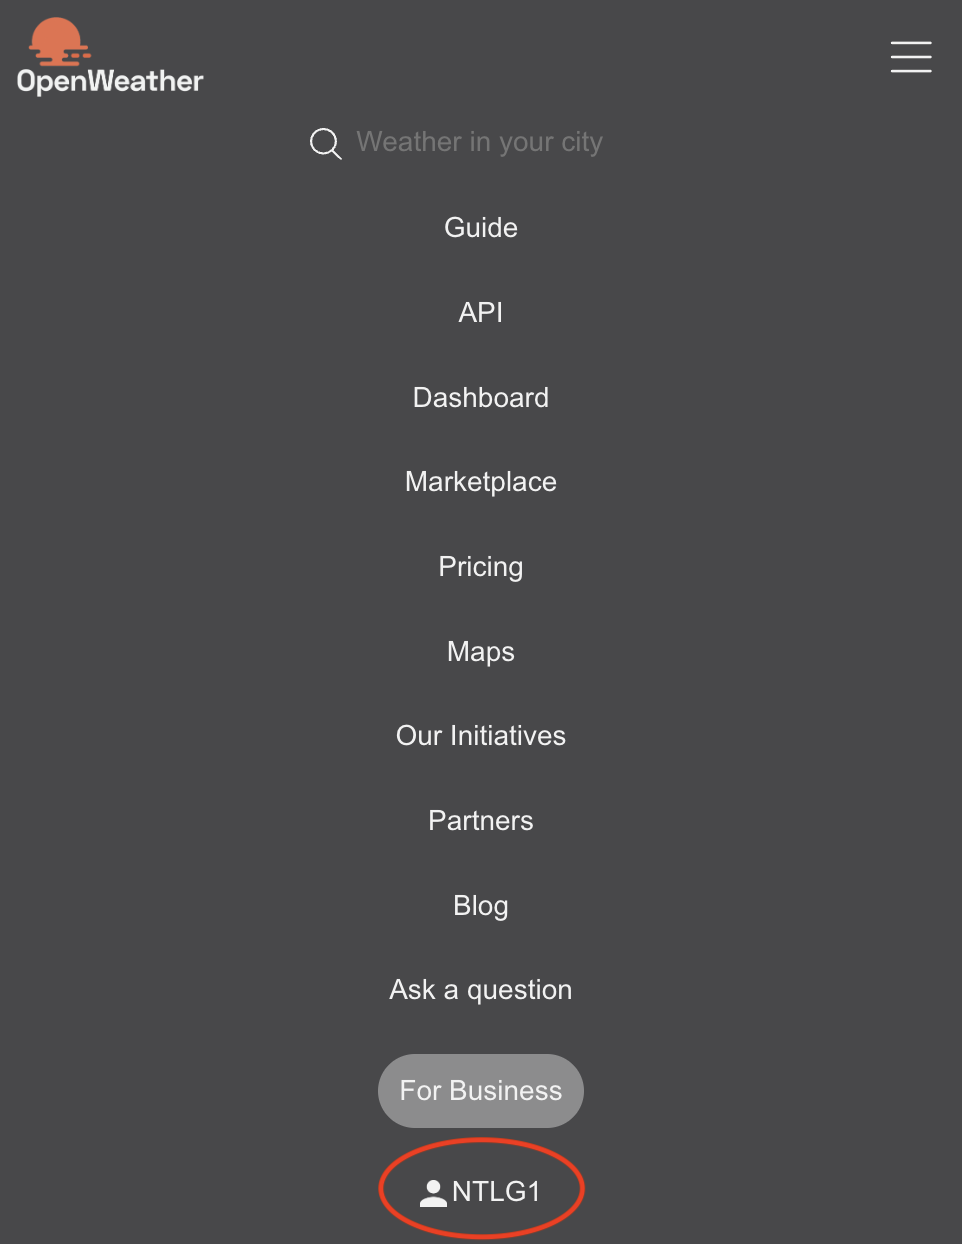 OpenWeather
Weather in your city
Guide
API
Dashboard
Marketplace
Pricing
Maps
Our Initiatives
Partners
Blog
Ask a question
For Business
NTLG1